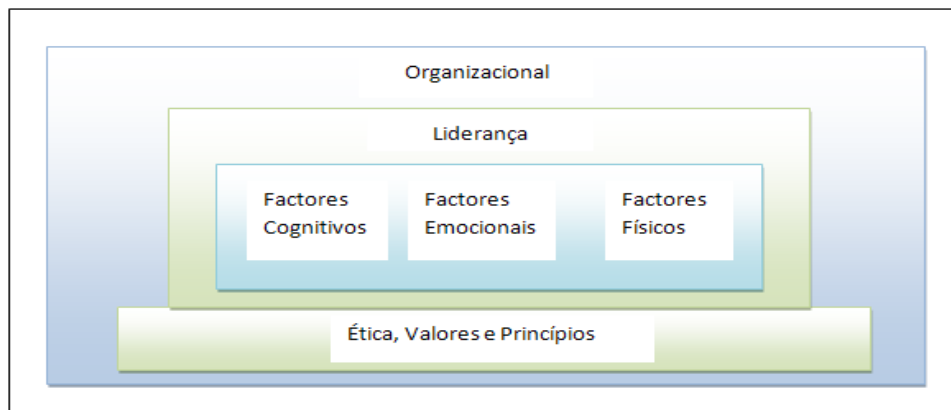 Organizacional
Liderança
Factores
Cognitivos
Factores
Emocionais
Factores
Físicos
Ética, Valores e Princípios